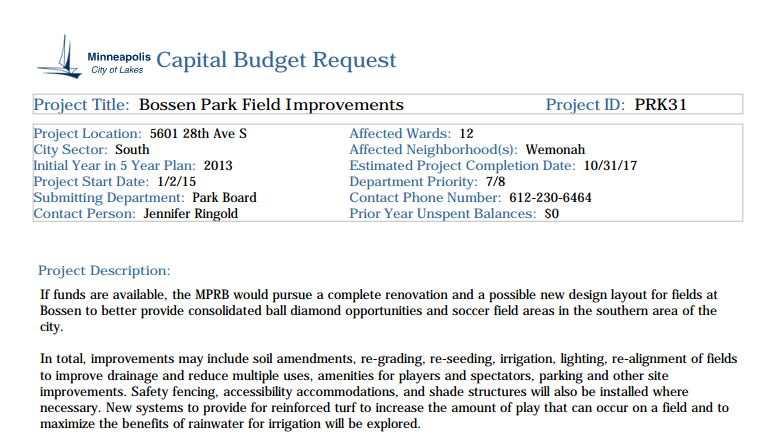 Minneapolis
City of Lakes
Capital Budget Request
Project Title: Bossen Park Field Improvements Project ID: PRK31
Project Location: 5601 28th Ave S Affected Wards: 12
City Sector: South Affected Neighborhood(s): Wemonah
Initial Year in 5 Year Plan: 2013 Estimated Project Completion Date: 10/31/17
Project Start Date: 1/2/15 Department Priority: 7/8
Submitting Department: Park Board Contact Phone Number: 612-230-6464
Contact Person: Jennifer Ringold Prior Year Unspent Balances: $0
Project Description:
If funds are available, the MPRB would pursue a complete renovation and a possible new design layout for fields at
Bossen to better provide consolidated ball diamond opportunities and soccer field areas in the southern area of the
city.
In total, improvements may include soil amendments, re-grading, re-seeding, irrigation, lighting, re-alignment of fields
to improve drainage and reduce multiple uses, amenities for players and spectators, parking and other site
improvements. Safety fencing, accessibility accommodations, and shade structures will also be installed where
necessary. New systems to provide for reinforced turf to increase the amount of play that can occur on a field and to
maximize the benefits of rainwater for irrigation will be explored.